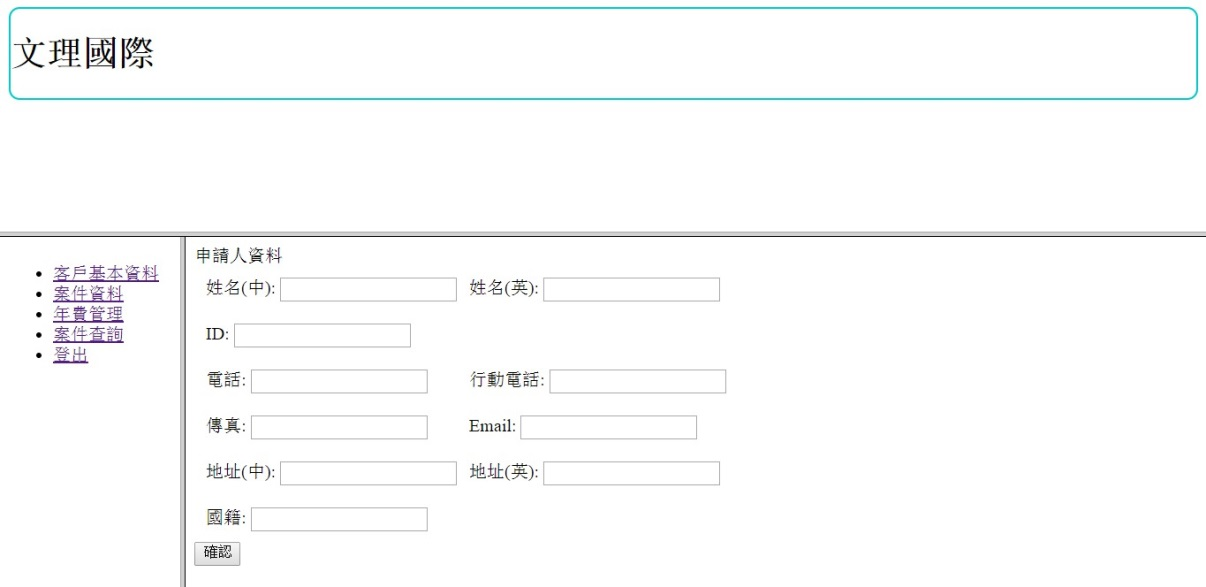 文理國際
客戶基本資料
案件資料
年費管理
案件查詢
登出
申請人資料
姓名(中): 姓名(英):
ID:
電話: 行動電話:
傳真: Email:
地址(中): 地址(英):
國籍:
確認